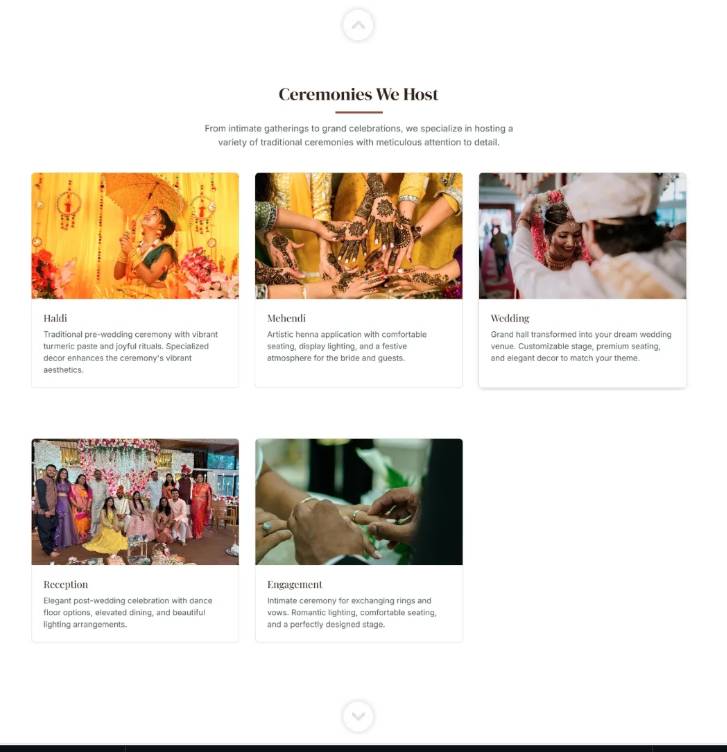 Ceremonies We Host
From intimate gatherings to grand celebrations, we specialize in hosting a
variety of traditional ceremonies with meticulous attention to detail.
Haldi
Traditional pre-wedding ceremony with vibrant
turmeric paste and joyful rituals. Specialized
decor enhances the ceremony's vibrant
aesthetics.
Mehendi
Artistic henna application with comfortable
seating, display lighting, and a festive
atmosphere for the bride and guests.
Wedding
Grand hall transformed into your dream wedding
venue. Customizable stage, premium seating,
and elegant decor to match your theme.
Reception
Elegant post-wedding celebration with dance
floor options, elevated dining, and beautiful
lighting arrangements.
Engagement
Intimate ceremony for exchanging rings and
vows. Romantic lighting, comfortable seating,
and a perfectly designed stage.